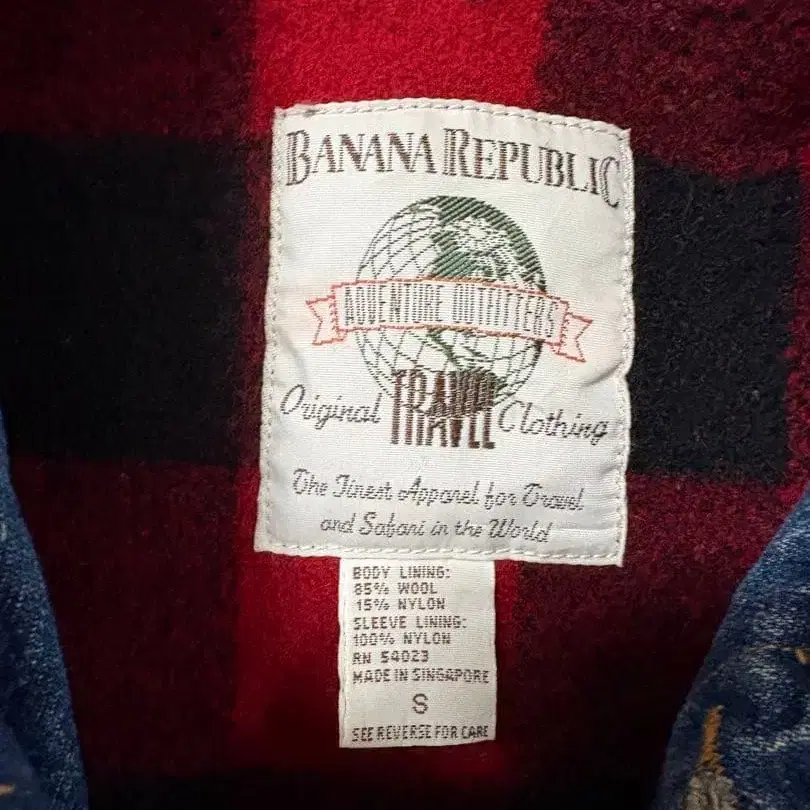 BANANA REPUBLIC
ADVENTURE OUTFITTERS
Original TRAVEL Clothing
The Finest Apparel for Travel
and Safari in the World
BODY LINING:
85% WOOL
15% NYLON
SLEEVE LINING:
100% NYLON
RN 54023
MADE IN SINGAPORE
S
SEE REVERSE FOR CARE